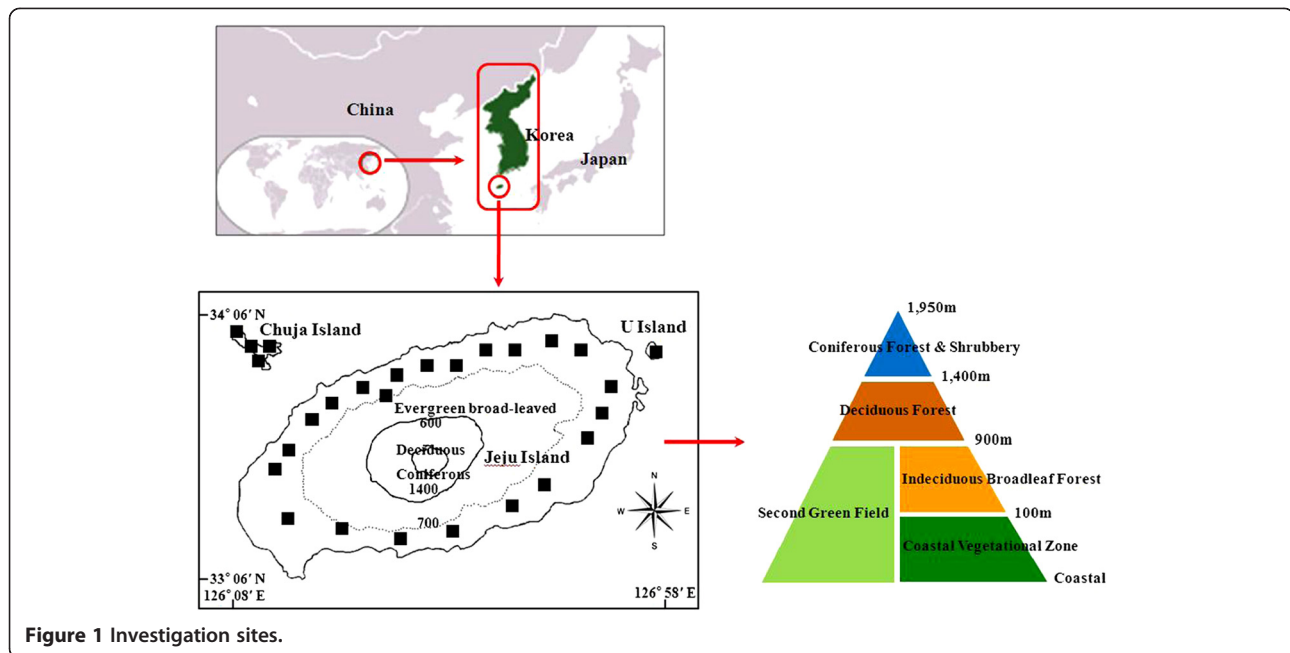 China
Korea
Japan
34° 06′ N
Chuja Island
U Island
Evergreen broad-leaved
600
Deciduous
Jeju Island
Coniferous
1400
700
N
W
E
S
33° 06′ N
126° 08′ E
126° 58′ E
1,950m
Coniferous Forest & Shrubbery
1,400m
Deciduous Forest
900m
Indeciduous Broadleaf Forest
Second Green Field
100m
Coastal Vegetational Zone
Coastal
Figure 1 Investigation sites.